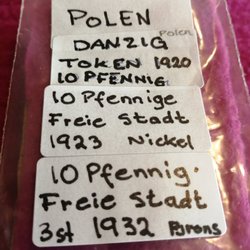 POLEN
Polen
DANZIG
TOKEN 1920
10 PFENNIG
10 Pfennige
Freie Stadt
1923 Nickel
10 Pfennig.
Freie Stadt
3st 1932 Brons